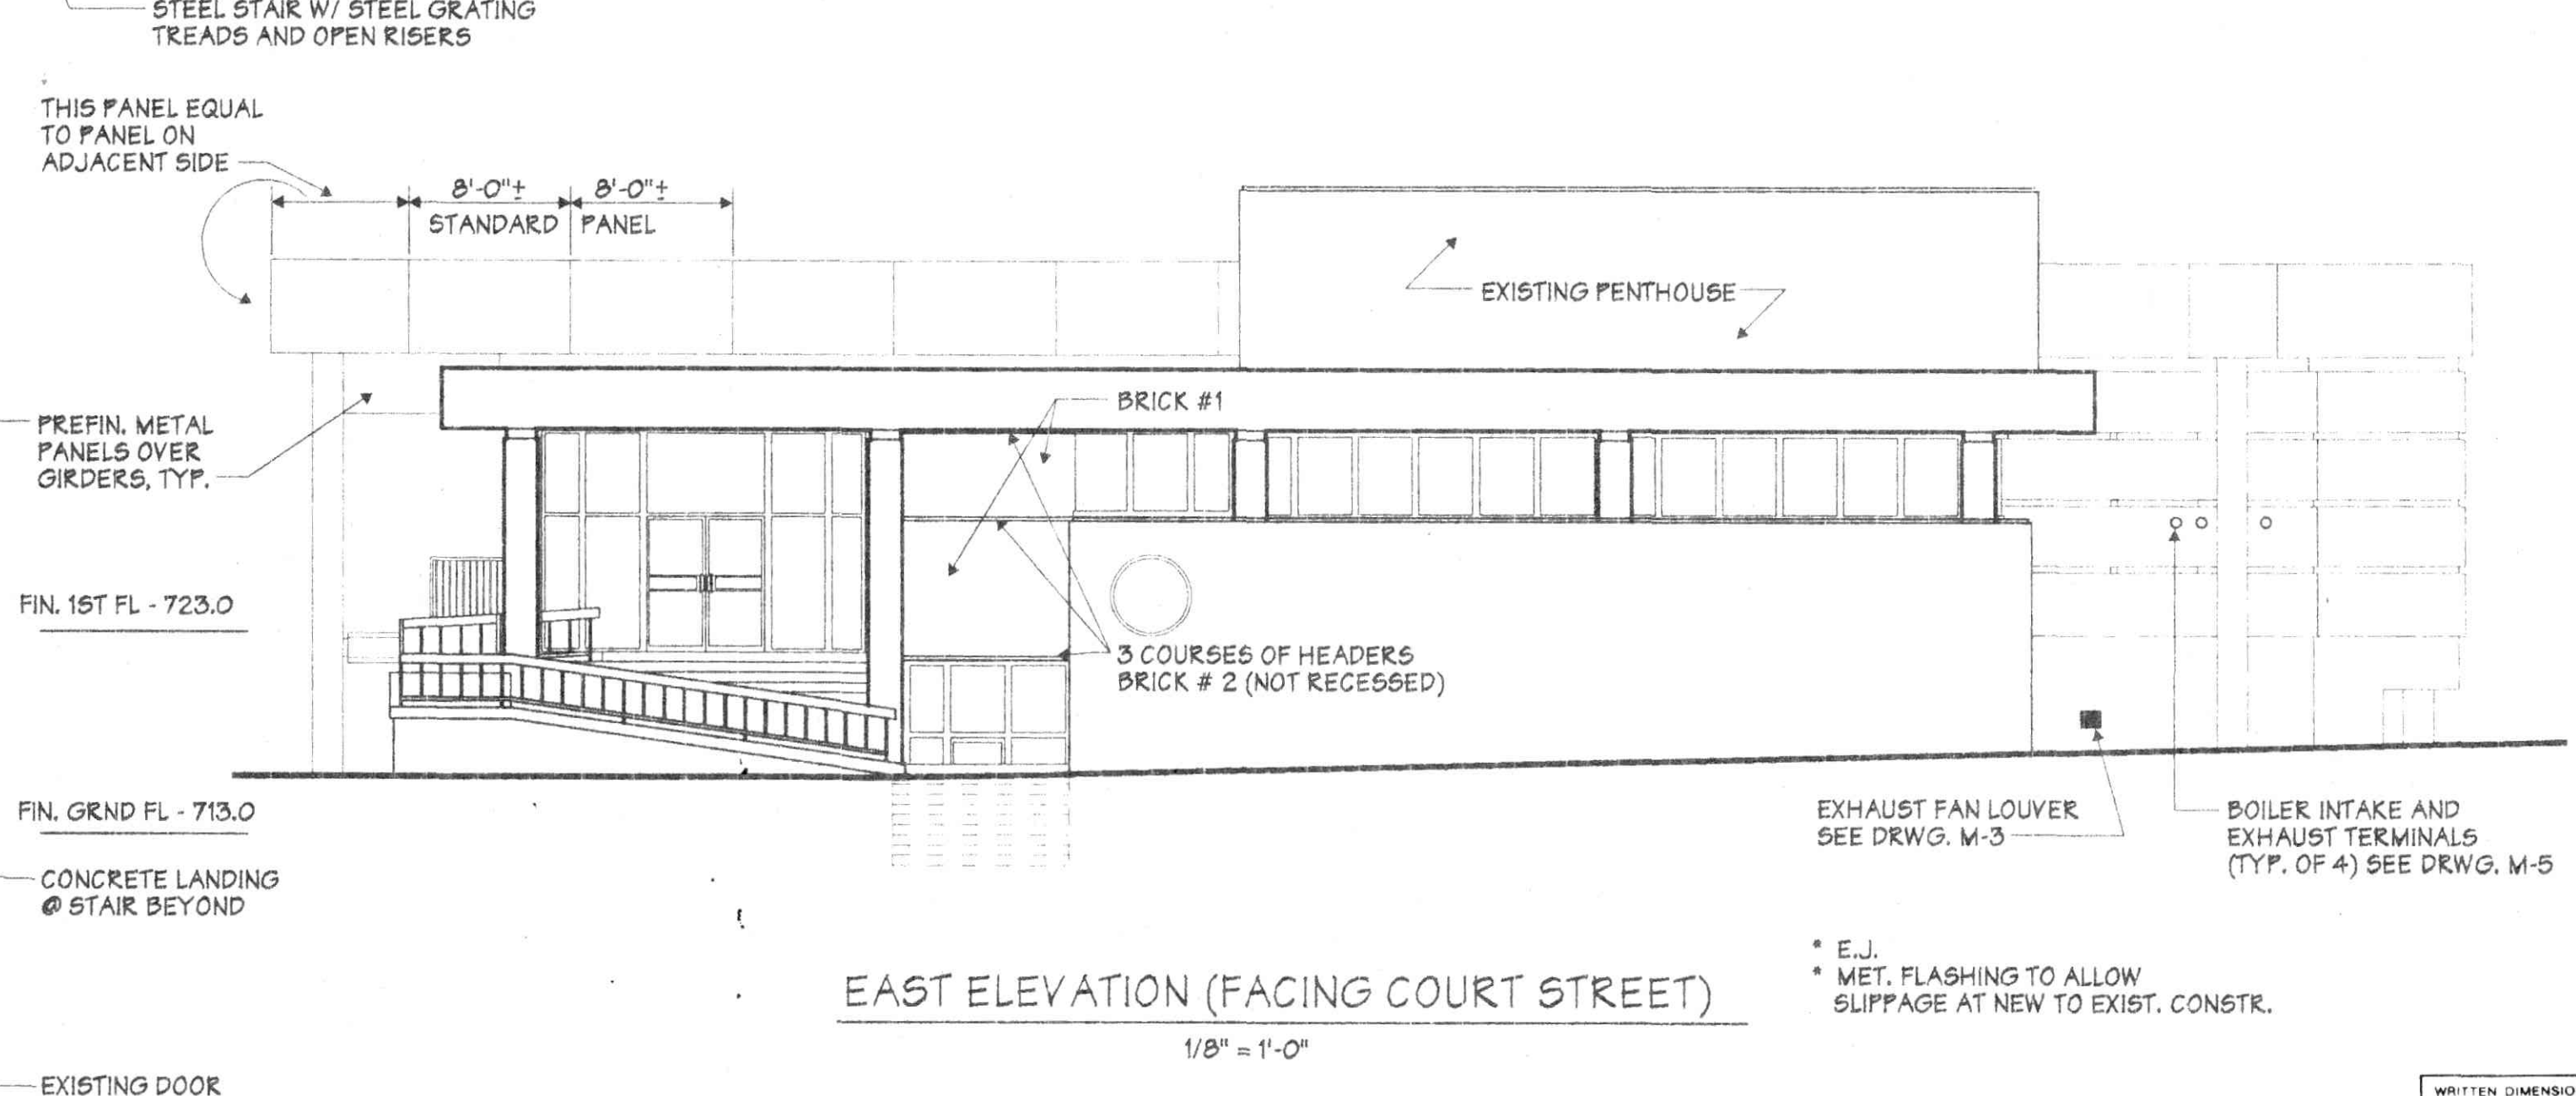 STEEL STAIR W/ STEEL GRATING
TREADS AND OPEN RISERS
THIS PANEL EQUAL
TO PANEL ON
ADJACENT SIDE
8'-0"±
8'-0"±
STANDARD
PANEL
EXISTING PENTHOUSE
BRICK #1
PREFIN. METAL
PANELS OVER
GIRDERS, TYP.
FIN. 1ST FL - 723.0
3 COURSES OF HEADERS
BRICK # 2 (NOT RECESSED)
FIN. GRND FL - 713.0
EXHAUST FAN LOUVER
SEE DRWG. M-3
BOILER INTAKE AND
EXHAUST TERMINALS
(TYP. OF 4) SEE DRWG. M-5
CONCRETE LANDING
@ STAIR BEYOND
* E.J.
* MET. FLASHING TO ALLOW
SLIPPAGE AT NEW TO EXIST. CONSTR.
EAST ELEVATION (FACING COURT STREET)
1/8" = 1'-0"
EXISTING DOOR
WRITTEN DIMENSIO